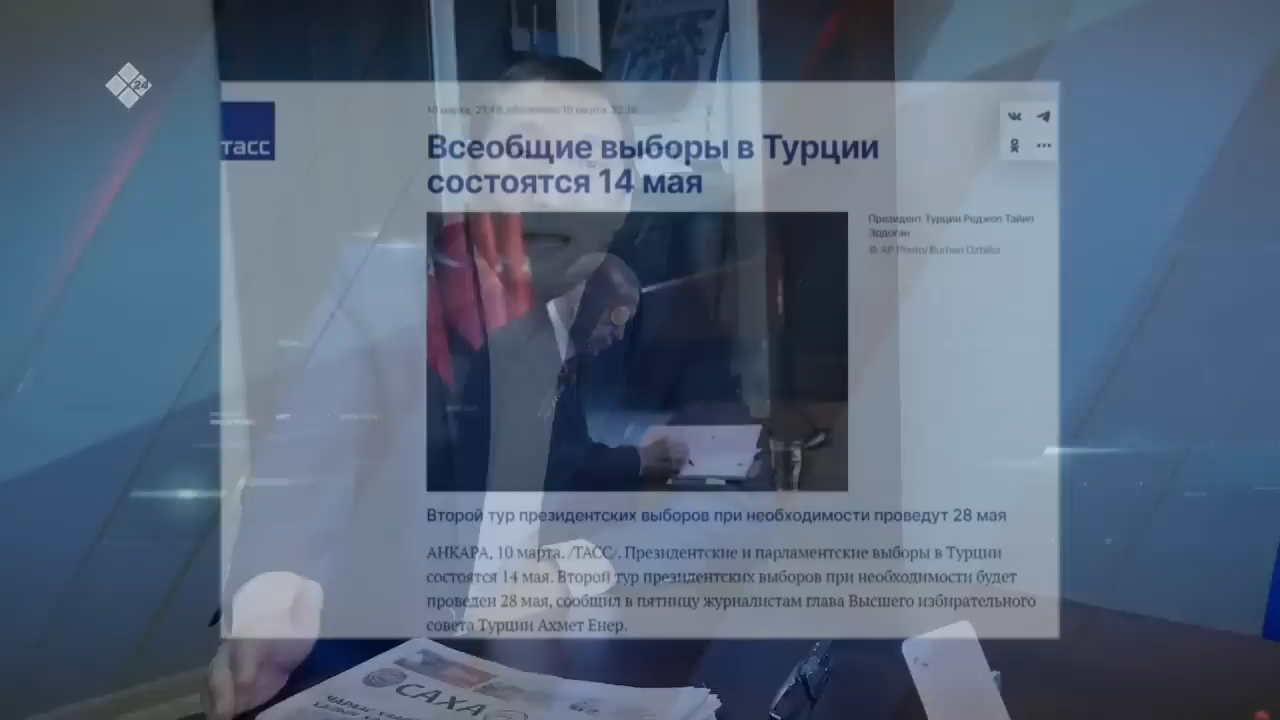 24
тасс
Всеобщие выборы в Турции
состоятся 14 мая
Президент Турции Реджеп Тайип
Эрдоган
© AP Photo/Burhan Ozbilici
Второй тур президентских выборов при необходимости проведут 28 мая
АНКАРА, 10 марта. /ТАСС/. Президентские и парламентские выборы в Турции
состоятся 14 мая. Второй тур президентских выборов при необходимости будет
проведен 28 мая, сообщил в пятницу журналистам глава Высшего избирательного
совета Турции Ахмет Енер.
САХА